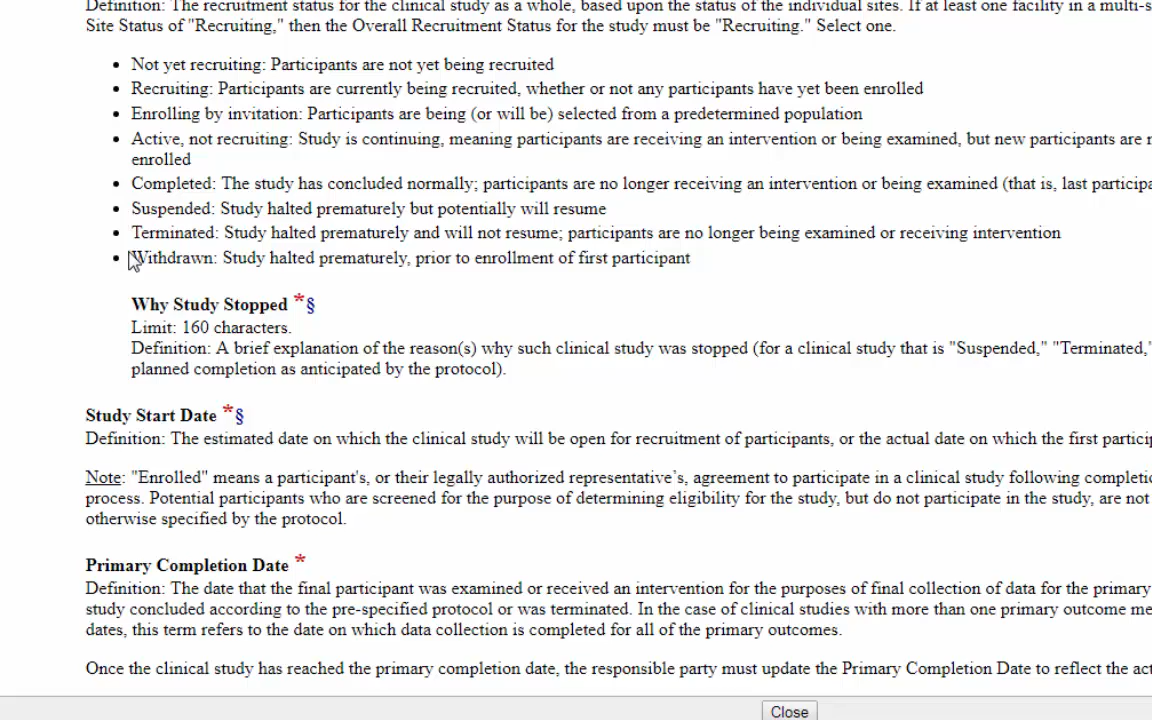 Definition: The recruitment status for the clinical study as a whole, based upon the status of the individual sites. If at least one facility in a multi-s
Site Status of "Recruiting," then the Overall Recruitment Status for the study must be "Recruiting." Select one.
• Not yet recruiting: Participants are not yet being recruited
• Recruiting: Participants are currently being recruited, whether or not any participants have yet been enrolled
• Enrolling by invitation: Participants are being (or will be) selected from a predetermined population
• Active, not recruiting: Study is continuing, meaning participants are receiving an intervention or being examined, but new participants are
enrolled
• Completed: The study has concluded normally; participants are no longer receiving an intervention or being examined (that is, last participa
• Suspended: Study halted prematurely but potentially will resume
• Terminated: Study halted prematurely and will not resume; participants are no longer being examined or receiving intervention
• Withdrawn: Study halted prematurely, prior to enrollment of first participant
Why Study Stopped *§
Limit: 160 characters.
Definition: A brief explanation of the reason(s) why such clinical study was stopped (for a clinical study that is "Suspended," "Terminated,"
planned completion as anticipated by the protocol).
Study Start Date *§
Definition: The estimated date on which the clinical study will be open for recruitment of participants, or the actual date on which the first particip
Note: "Enrolled" means a participant's, or their legally authorized representative's, agreement to participate in a clinical study following completi
process. Potential participants who are screened for the purpose of determining eligibility for the study, but do not participate in the study, are not
otherwise specified by the protocol.
Primary Completion Date *
Definition: The date that the final participant was examined or received an intervention for the purposes of final collection of data for the primary
study concluded according to the pre-specified protocol or was terminated. In the case of clinical studies with more than one primary outcome me
dates, this term refers to the date on which data collection is completed for all of the primary outcomes.
Once the clinical study has reached the primary completion date, the responsible party must update the Primary Completion Date to reflect the act
Close